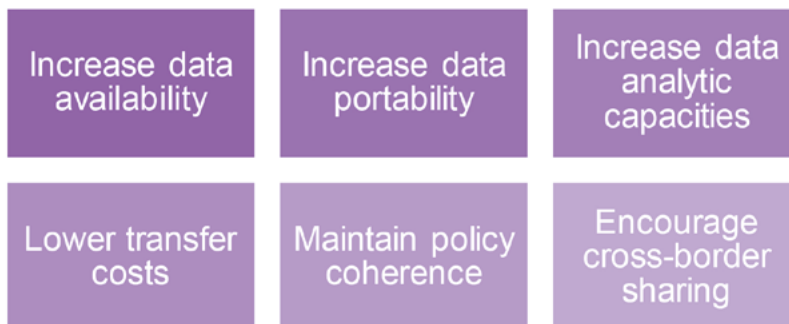 Increase data
availability
Increase data
portability
Increase data
analytic
capacities
Lower transfer
costs
Maintain policy
coherence
Encourage
cross-border
sharing